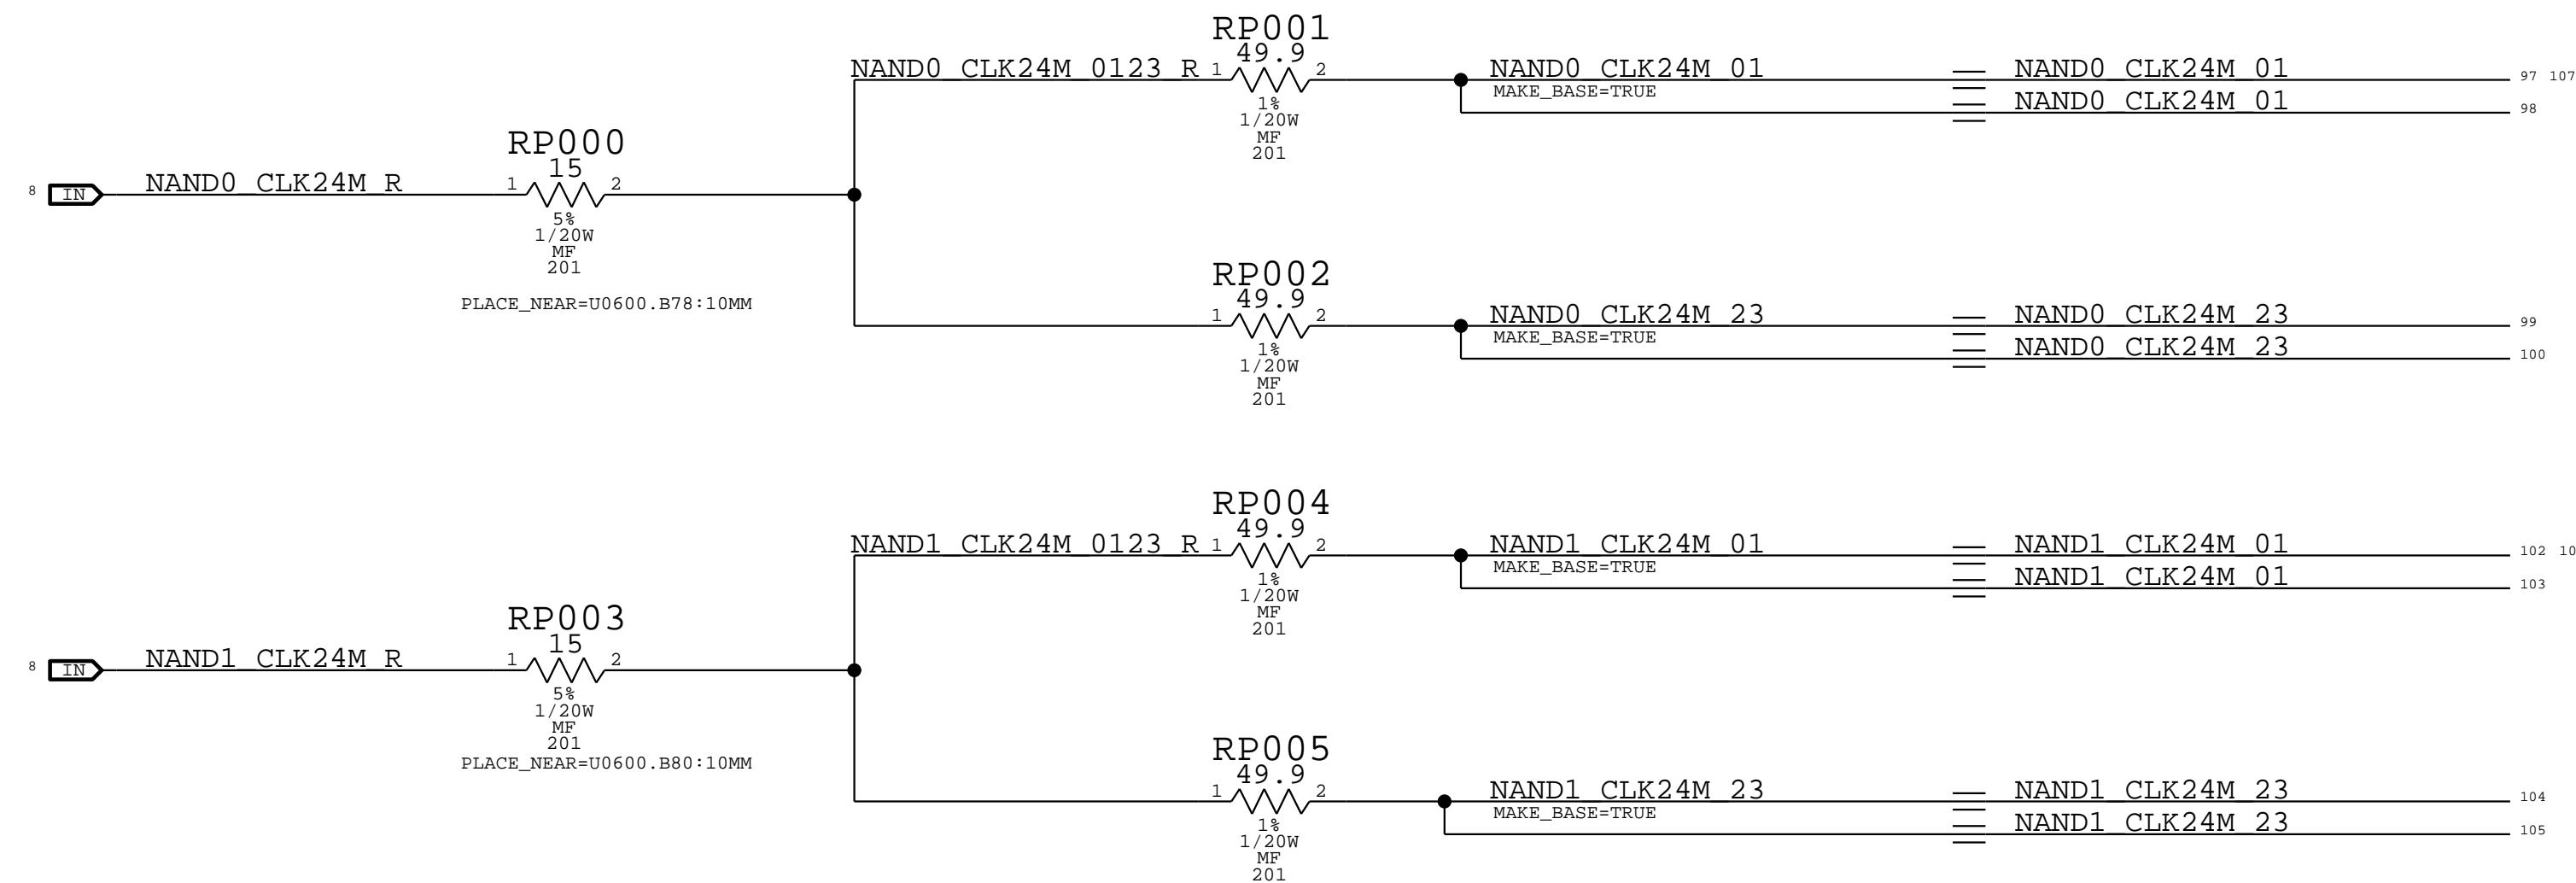 RP001
49.9
NAND0_CLK24M_0123_R 1 2 NAND0_CLK24M_01 NAND0_CLK24M_01 97 107
MAKE_BASE=TRUE
1% NAND0_CLK24M_01 98
1/20W
MF
201
RP000
15
8 IN NAND0_CLK24M_R 1 2
5%
1/20W
MF
201
PLACE_NEAR=U0600.B78:10MM
RP002
49.9
1 2 NAND0_CLK24M_23 NAND0_CLK24M_23 99
MAKE_BASE=TRUE
1% NAND0_CLK24M_23 100
1/20W
MF
201
RP004
49.9
NAND1_CLK24M_0123_R 1 2 NAND1_CLK24M_01 NAND1_CLK24M_01 102 10
MAKE_BASE=TRUE
1% NAND1_CLK24M_01 103
1/20W
MF
201
RP003
15
8 IN NAND1_CLK24M_R 1 2
5%
1/20W
MF
201
PLACE_NEAR=U0600.B80:10MM
RP005
49.9
1 2 NAND1_CLK24M_23 NAND1_CLK24M_23 104
MAKE_BASE=TRUE
1% NAND1_CLK24M_23 105
1/20W
MF
201